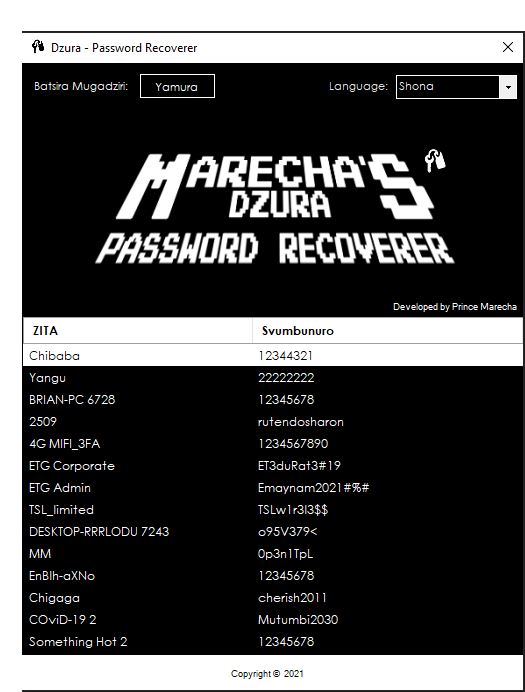 Dzura - Password Recoverer
Batsira Mugadziri: Yamura Language: Shona
MARECHA'S
DZURA
PASSWORD RECOVERER
Developed by Prince Marecha
ZITA Svumbunuro
Chibaba 12344321
Yangu 22222222
BRIAN-PC 6728 12345678
2509 rutendosharon
4G MIFI_3FA 1234567890
ETG Corporate ET3duRat3#19
ETG Admin Emaynam2021#%#
TSL_limited TSLw1r3l3$$
DESKTOP-RRRLODU 7243 o95V379<
MM 0p3n1TpL
EnBlh-aXNo 12345678
Chigaga cherish2011
COviD-19 2 Mutumbi2030
Something Hot 2 12345678
Copyright © 2021